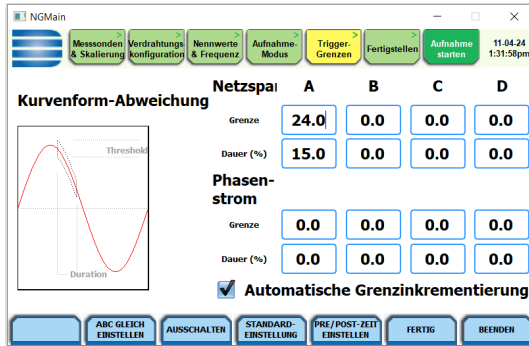 NGMain
Messsonden & Skalierung
Verdrahtungs- konfiguration
Nennwerte & Frequenz
Aufnahme- Modus
Trigger- Grenzen
Fertigstellen
Aufnahme starten
11-04-24
1:31:58pm
Kurvenform-Abweichung
Threshold
Duration
Netzspa
A B C D
Grenze 24.0 0.0 0.0 0.0
Dauer (%) 15.0 0.0 0.0 0.0
Phasen-
strom
Grenze 0.0 0.0 0.0 0.0
Dauer (%) 0.0 0.0 0.0 0.0
Automatische Grenzinkrementierung
ABC GLEICH EINSTELLEN
AUSSCHALTEN
STANDARD- EINSTELLUNG
PRE/POST-ZEIT EINSTELLEN
FERTIG
BEENDEN